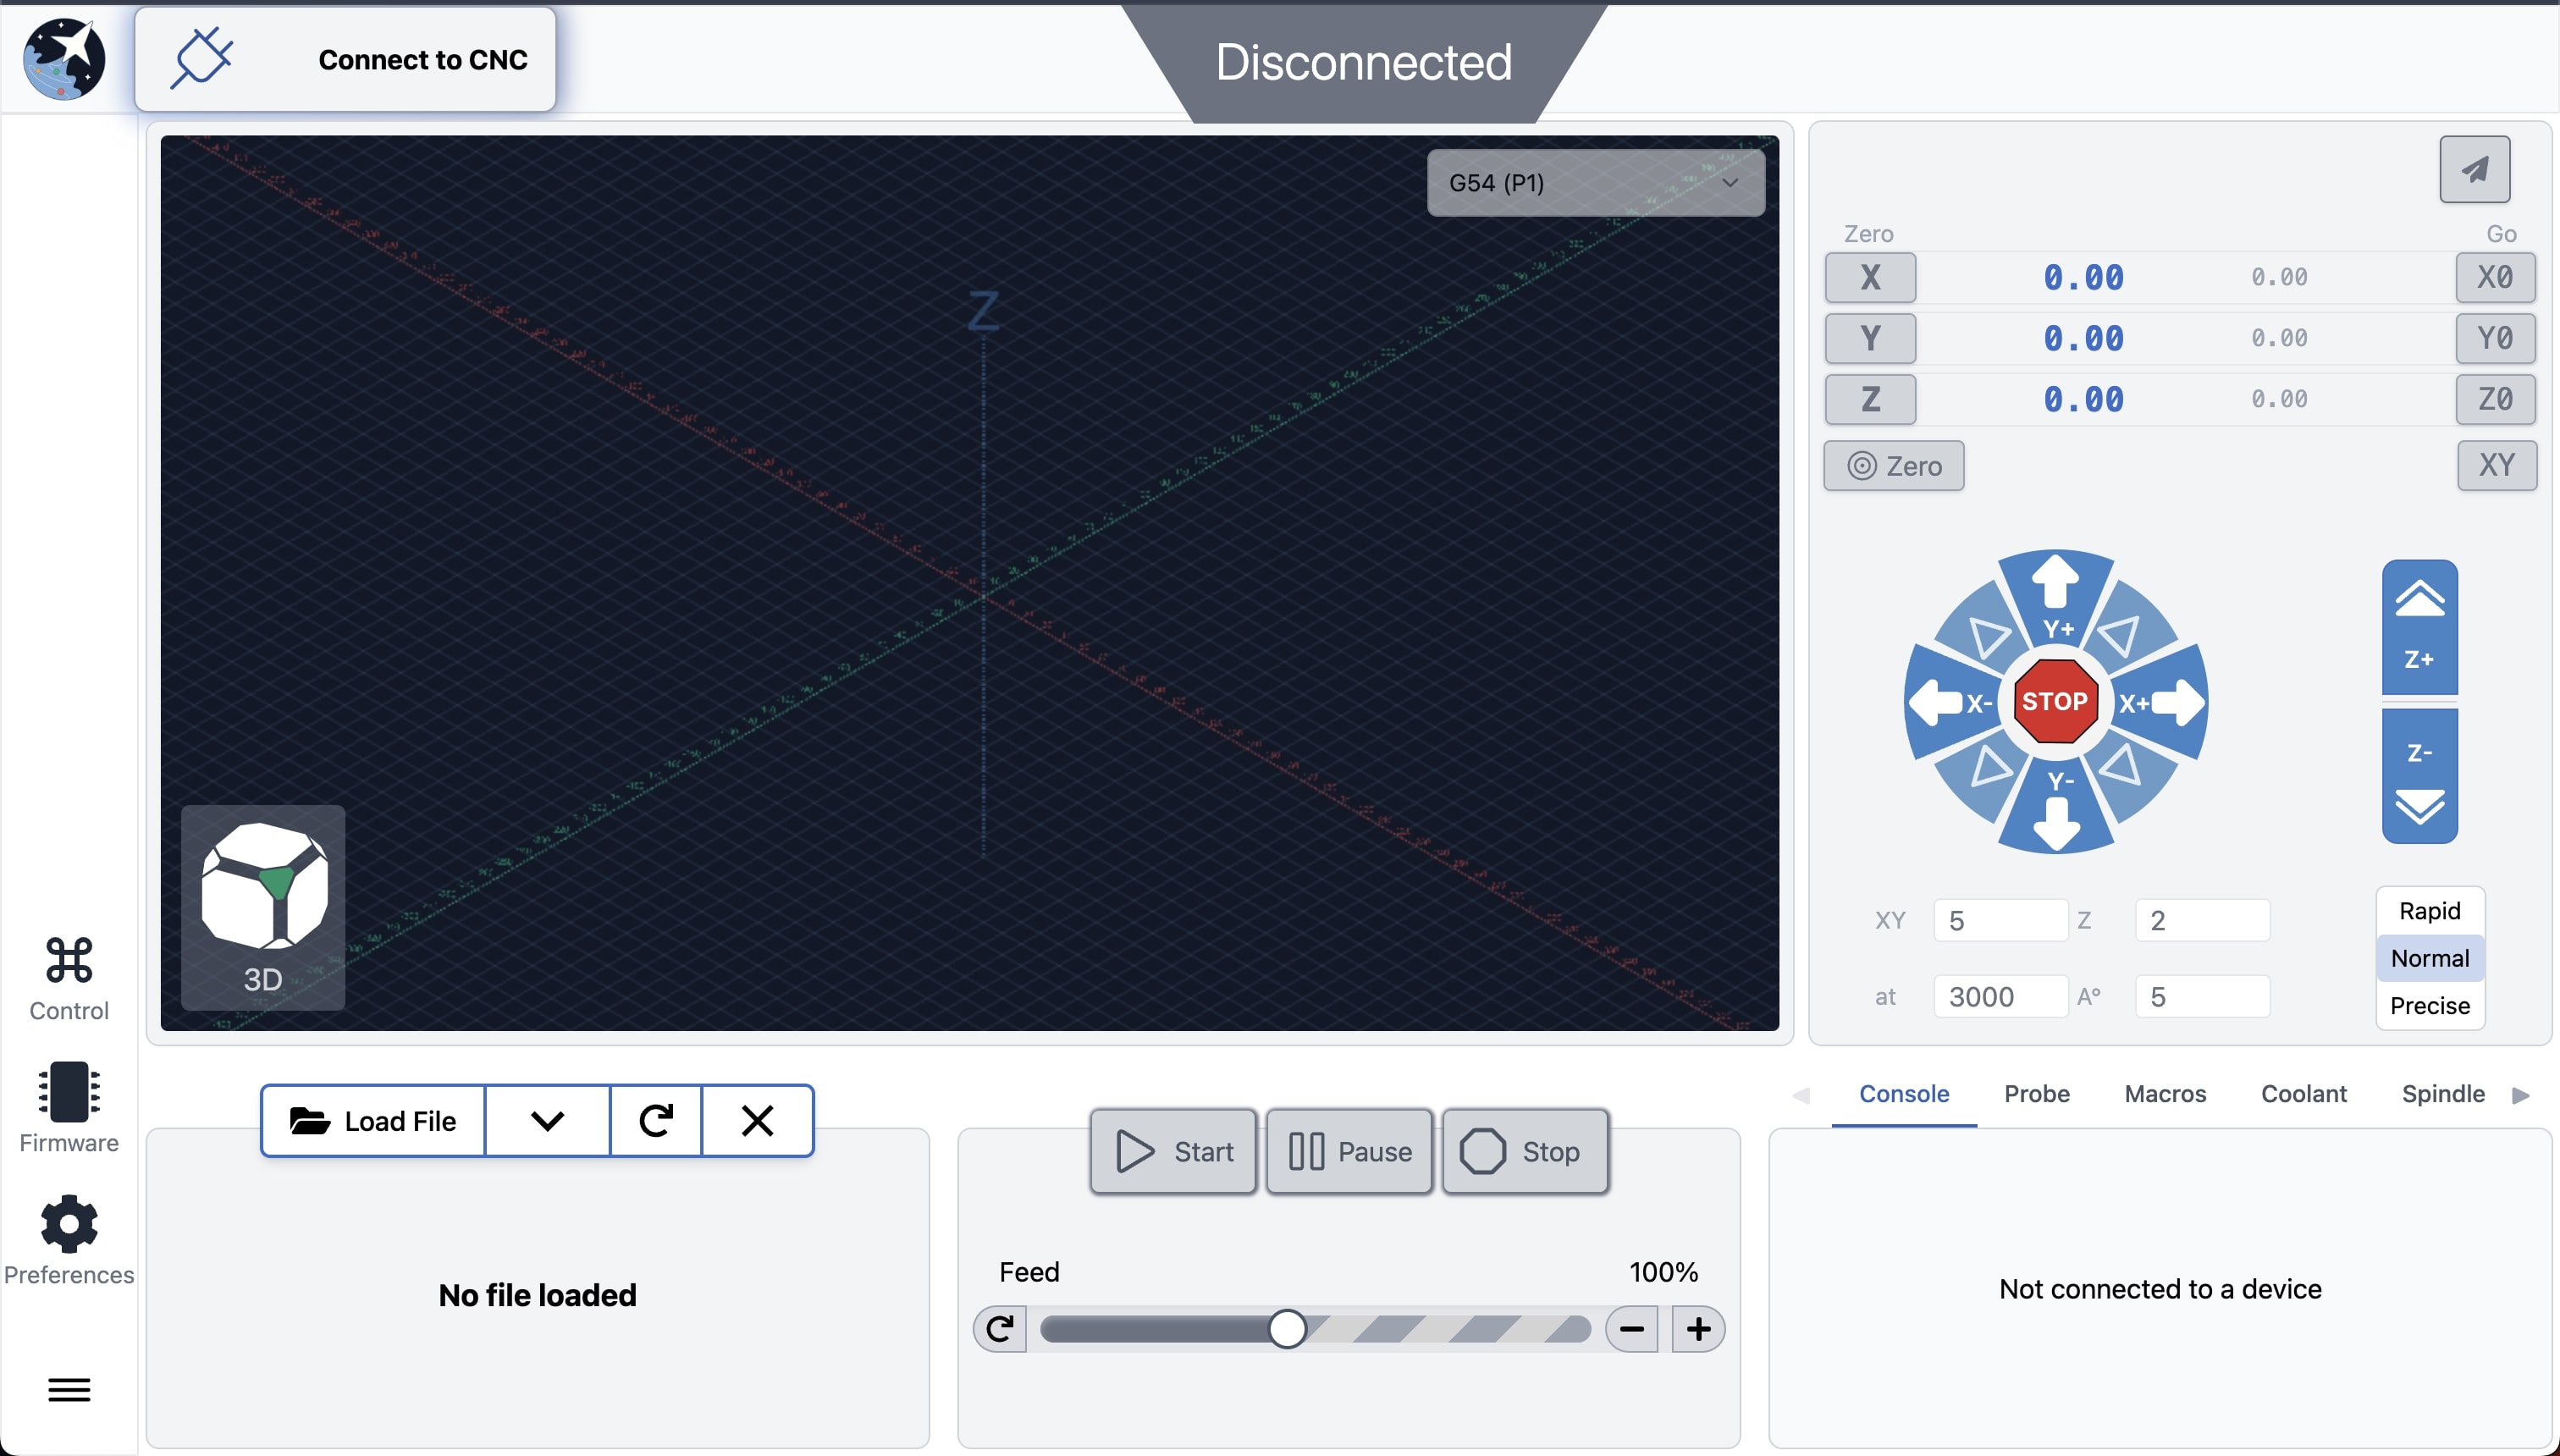 Connect to CNC
Disconnected
G54 (P1)
Z
3D
Zero
Go
X 0.00 0.00 X0
Y 0.00 0.00 Y0
Z 0.00 0.00 Z0
Zero
XY
Y+
X-
STOP
X+
Y-
Z+
Z-
XY 5 Z 2
at 3000 A° 5
Rapid
Normal
Precise
Control
Firmware
Preferences
Load File
No file loaded
Start
Pause
Stop
Feed
100%
Console
Probe
Macros
Coolant
Spindle
Not connected to a device